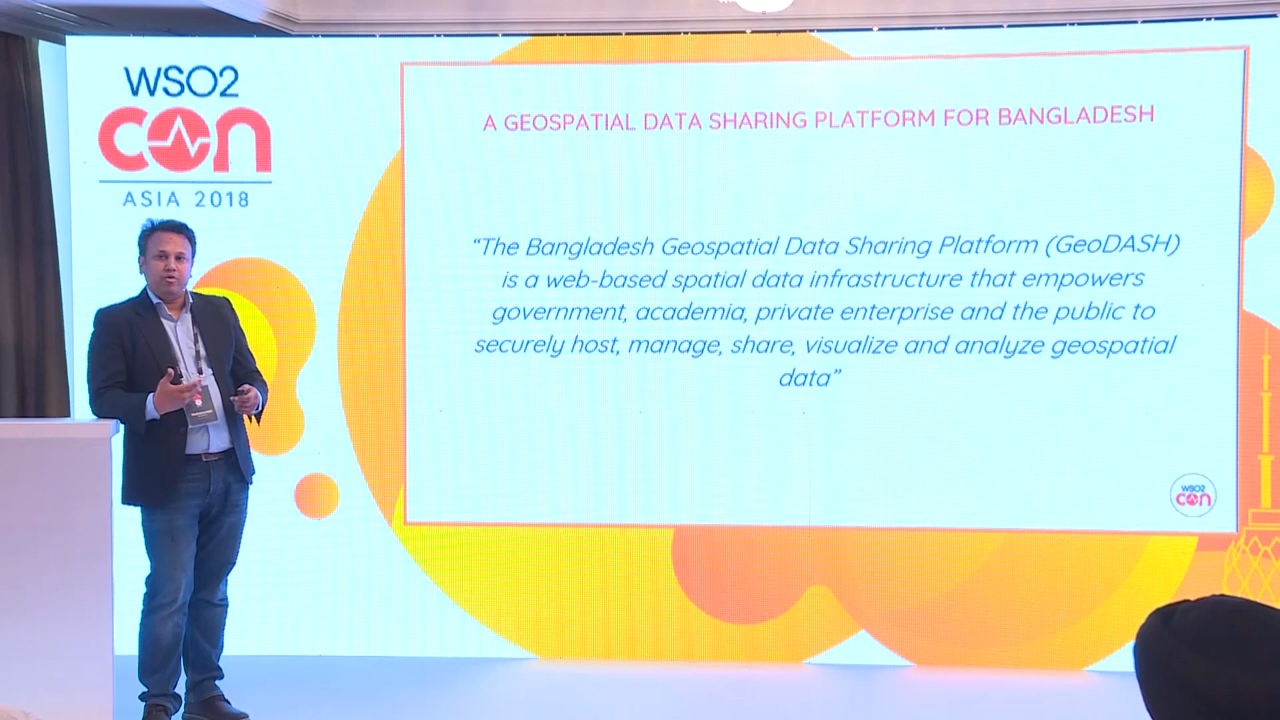 WSO2
CON
ASIA 2018
A GEOSPATIAL DATA SHARING PLATFORM FOR BANGLADESH
“The Bangladesh Geospatial Data Sharing Platform (GeoDASH)
is a web-based spatial data infrastructure that empowers
government, academia, private enterprise and the public to
securely host, manage, share, visualize and analyze geospatial
data”
WSO2
CON